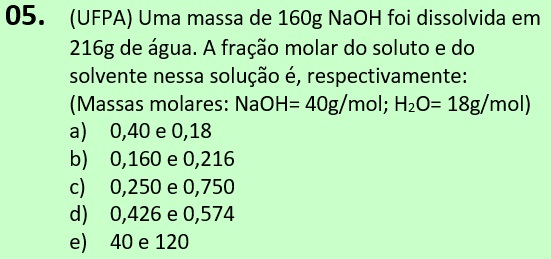 05. (UFPA) Uma massa de 160g NaOH foi dissolvida em
216g de água. A fração molar do soluto e do
solvente nessa solução é, respectivamente:
(Massas molares: NaOH= 40g/mol; H₂O= 18g/mol)
a) 0,40 e 0,18
b) 0,160 e 0,216
c) 0,250 e 0,750
d) 0,426 e 0,574
e) 40 e 120